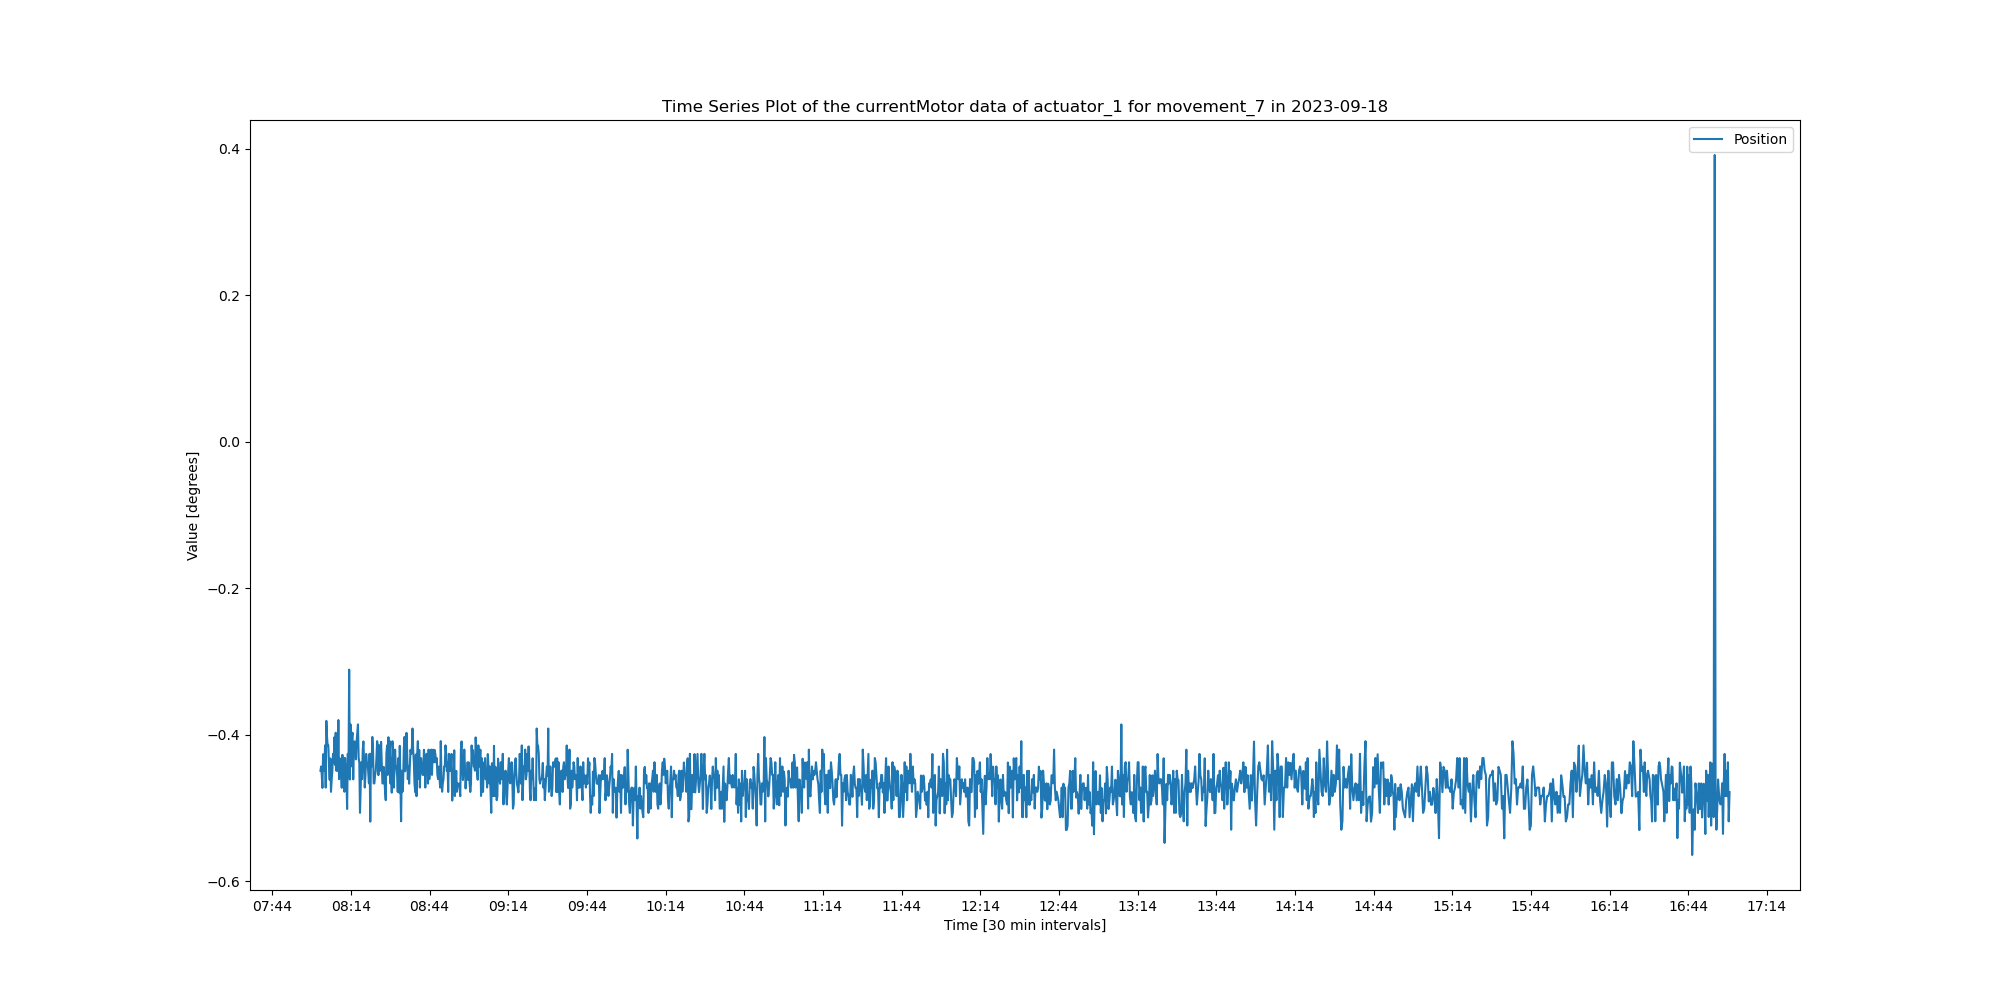 Time Series Plot of the currentMotor data of actuator_1 for movement_7 in 2023-09-18
Position
0.4
0.2
0.0
−0.2
−0.4
−0.6
Value [degrees]
07:44 08:14 08:44 09:14 09:44 10:14 10:44 11:14 11:44 12:14 12:44 13:14 13:44 14:14 14:44 15:14 15:44 16:14 16:44 17:14
Time [30 min intervals]